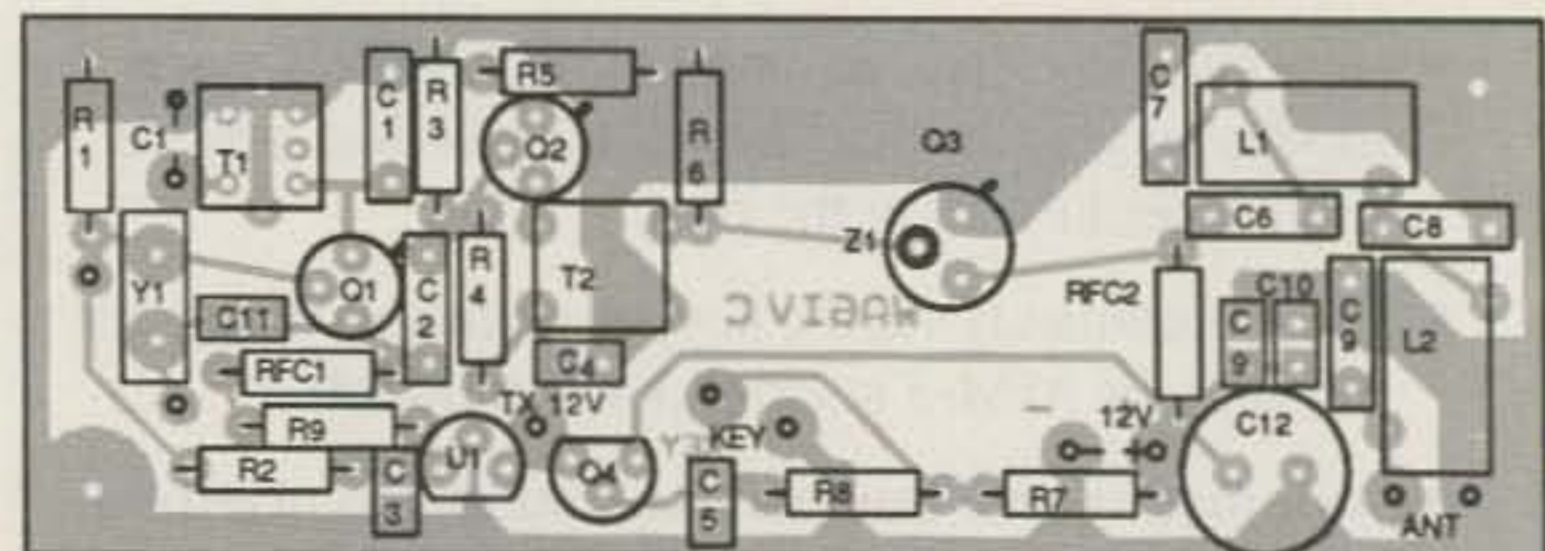 R1
C1
T1
C1
R3
R5
Q2
R6
Q3
C7
L1
C6
C8
Z1
Y1
Q1
C11
C2
R4
T2
RFC2
WA6IVC
C4
C10
C9
C9
L2
RFC1
TX 12V
KEY
12V
C12
R9
R2
C3
U1
Q4
C5
R8
R7
ANT